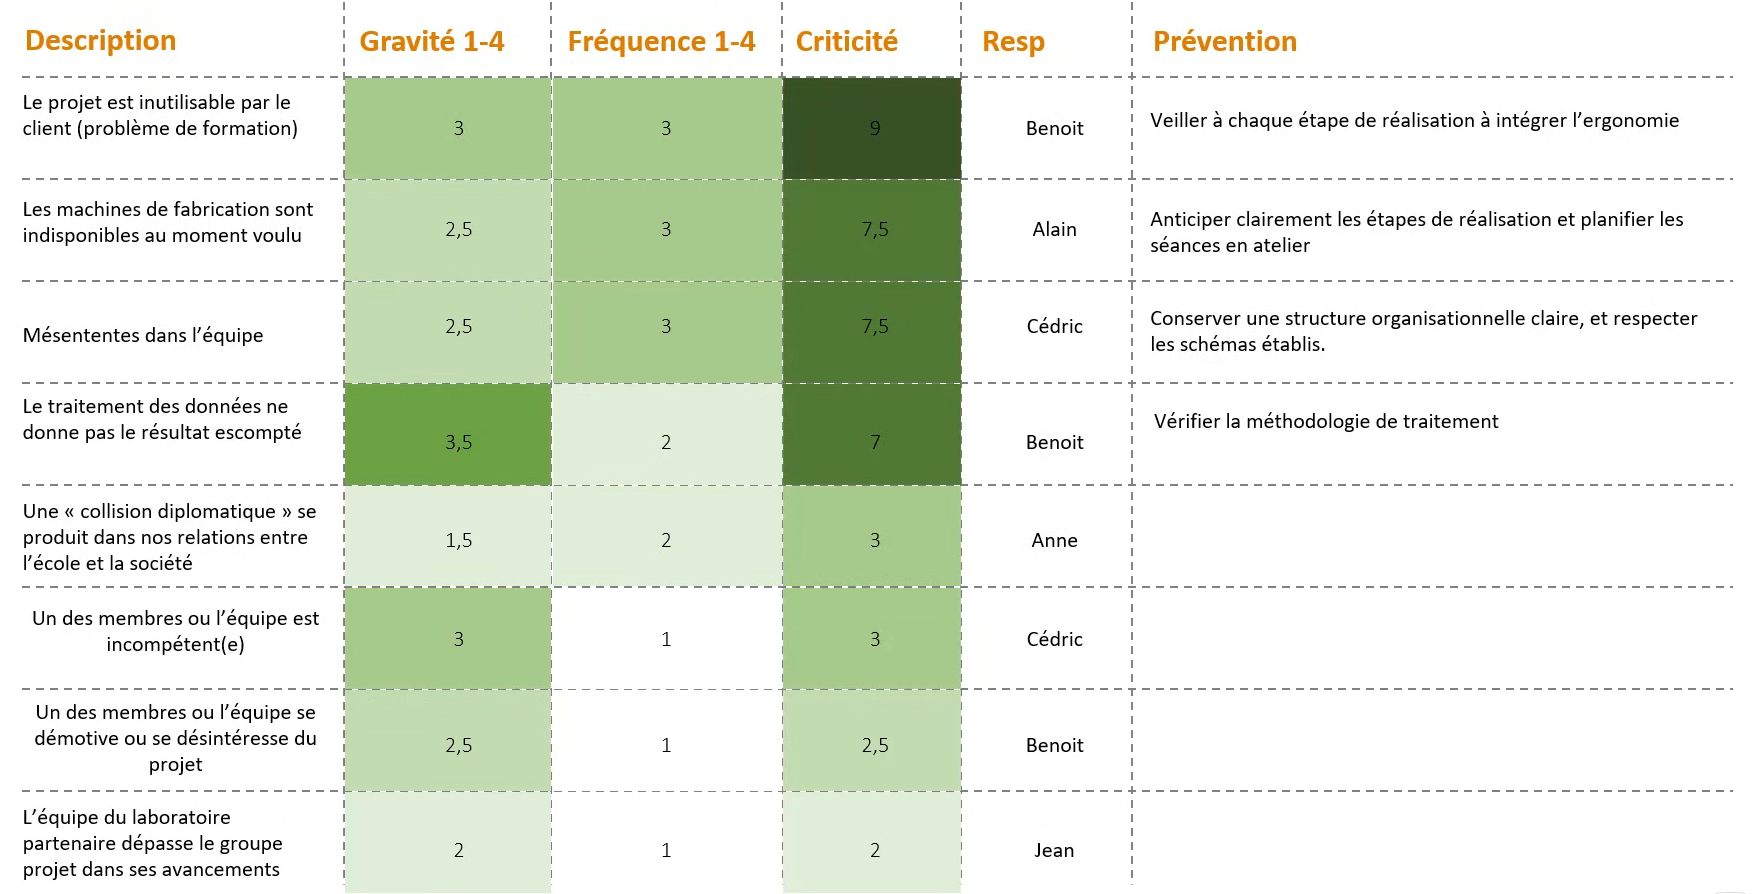 Description Gravité 1-4 Fréquence 1-4 Criticité Resp Prévention
Le projet est inutilisable par le
client (problème de formation)
3 3 9 Benoit
Veiller à chaque étape de réalisation à intégrer l’ergonomie
Les machines de fabrication sont
indisponibles au moment voulu
2,5 3 7,5 Alain
Anticiper clairement les étapes de réalisation et planifier les
séances en atelier
Mésententes dans l’équipe
2,5 3 7,5 Cédric
Conserver une structure organisationnelle claire, et respecter
les schémas établis.
Le traitement des données ne
donne pas le résultat escompté
3,5 2 7 Benoit
Vérifier la méthodologie de traitement
Une « collision diplomatique » se
produit dans nos relations entre
l’école et la société
1,5 2 3 Anne
Un des membres ou l’équipe est
incompétent(e)
3 1 3 Cédric
Un des membres ou l’équipe se
démotive ou se désintéresse du
projet
2,5 1 2,5 Benoit
L’équipe du laboratoire
partenaire dépasse le groupe
projet dans ses avancements
2 1 2 Jean